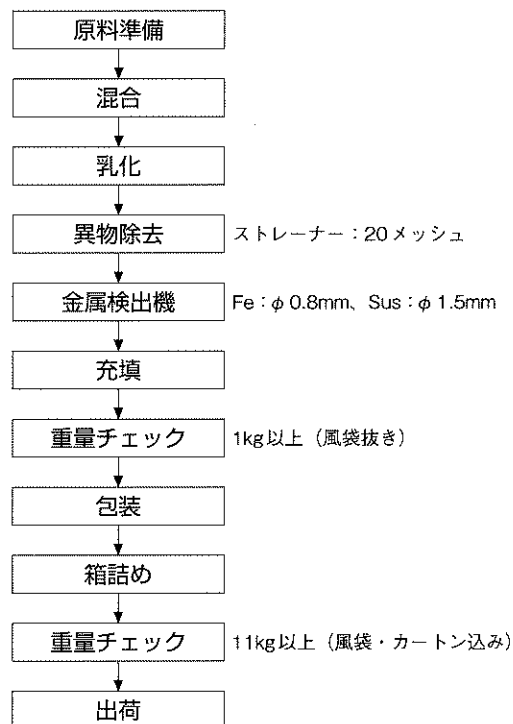 原料準備
混合
乳化
異物除去 ストレーナー：20メッシュ
金属検出機 Fe：φ0.8mm、Sus：φ1.5mm
充填
重量チェック 1kg以上（風袋抜き）
包装
箱詰め
重量チェック 11kg以上（風袋・カートン込み）
出荷